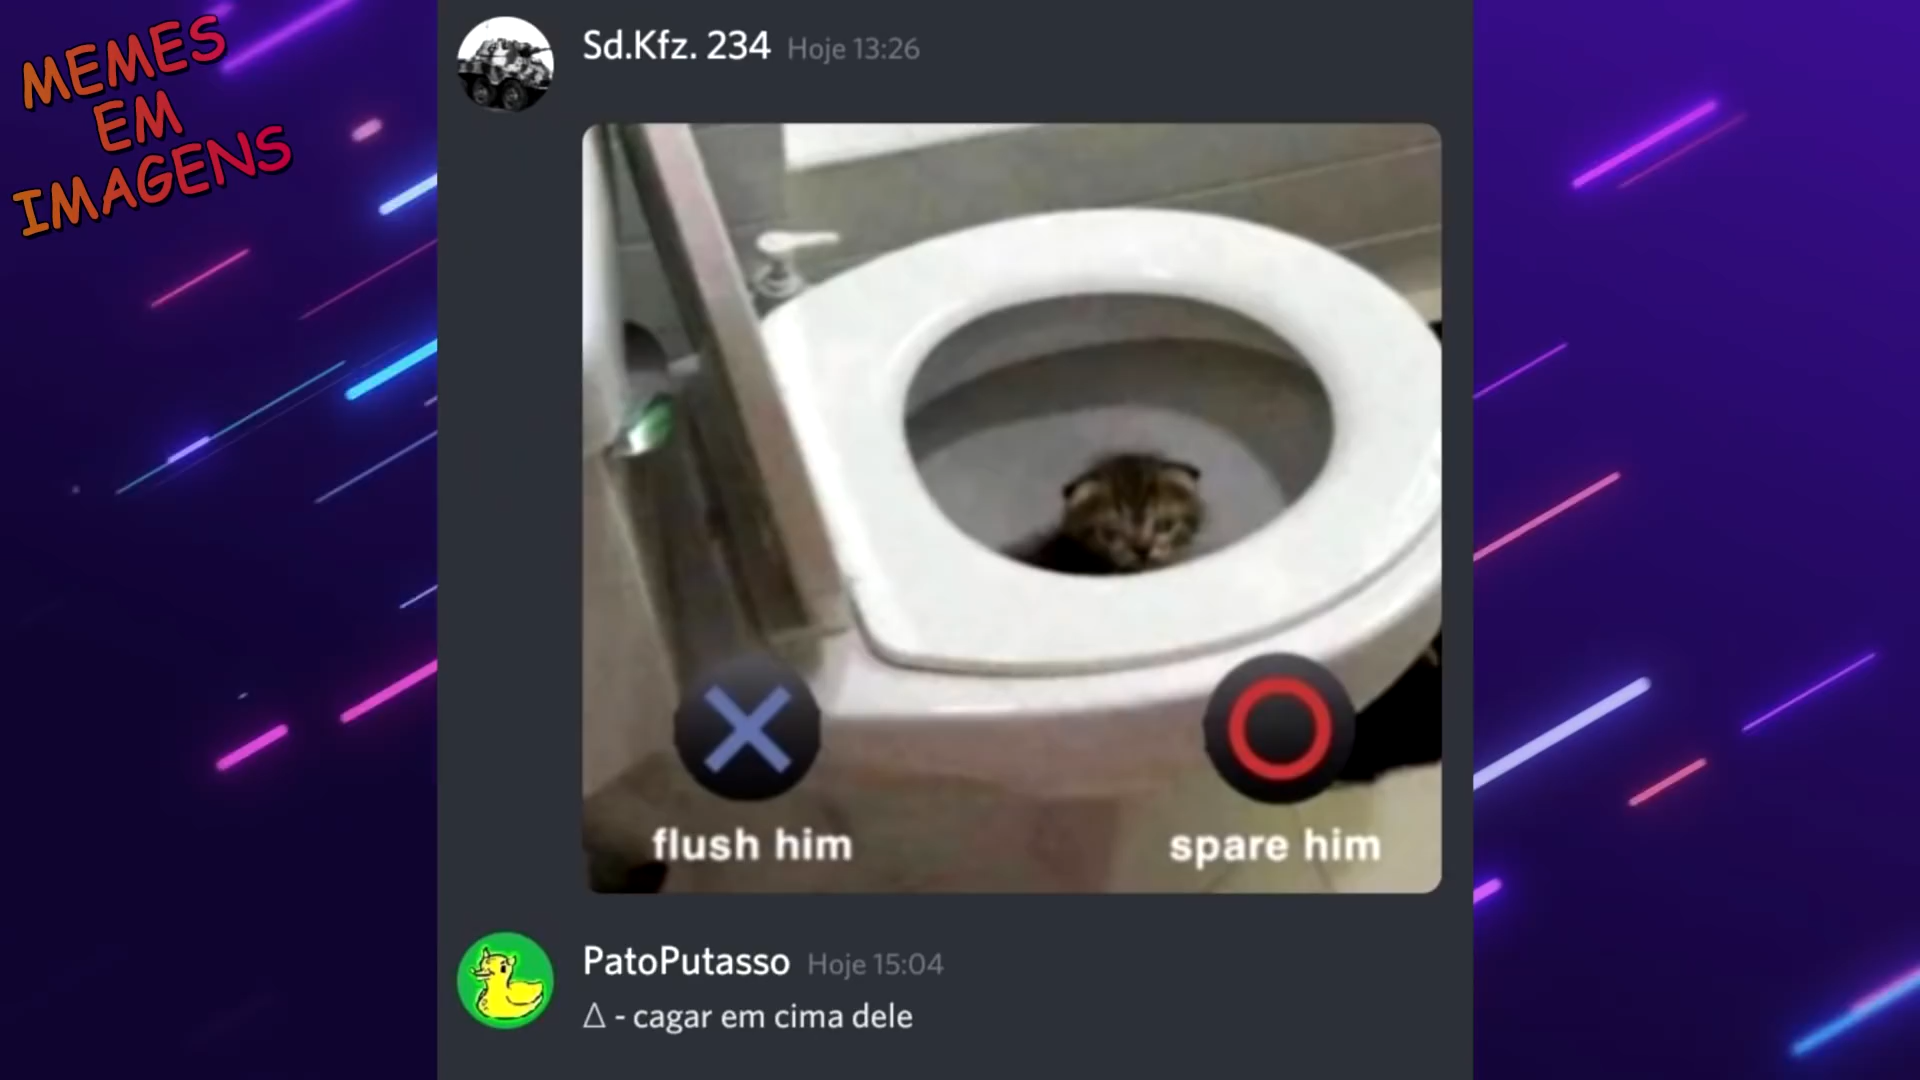 MEMES
EM
IMAGENS
Sd.Kfz. 234 Hoje 13:26
flush him
spare him
PatoPutasso Hoje 15:04
Δ - cagar em cima dele